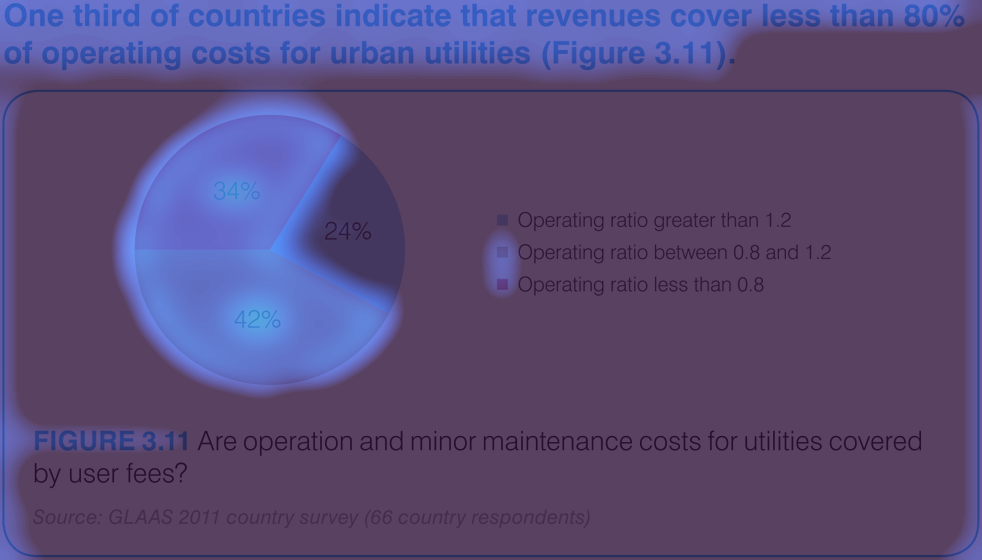 One third of countries indicate that revenues cover less than 80%
of operating costs for urban utilities (Figure 3.11).
34%
24%
42%
Operating ratio greater than 1.2
Operating ratio between 0.8 and 1.2
Operating ratio less than 0.8
FIGURE 3.11 Are operation and minor maintenance costs for utilities covered
by user fees?
Source: GLAAS 2011 country survey (66 country respondents)